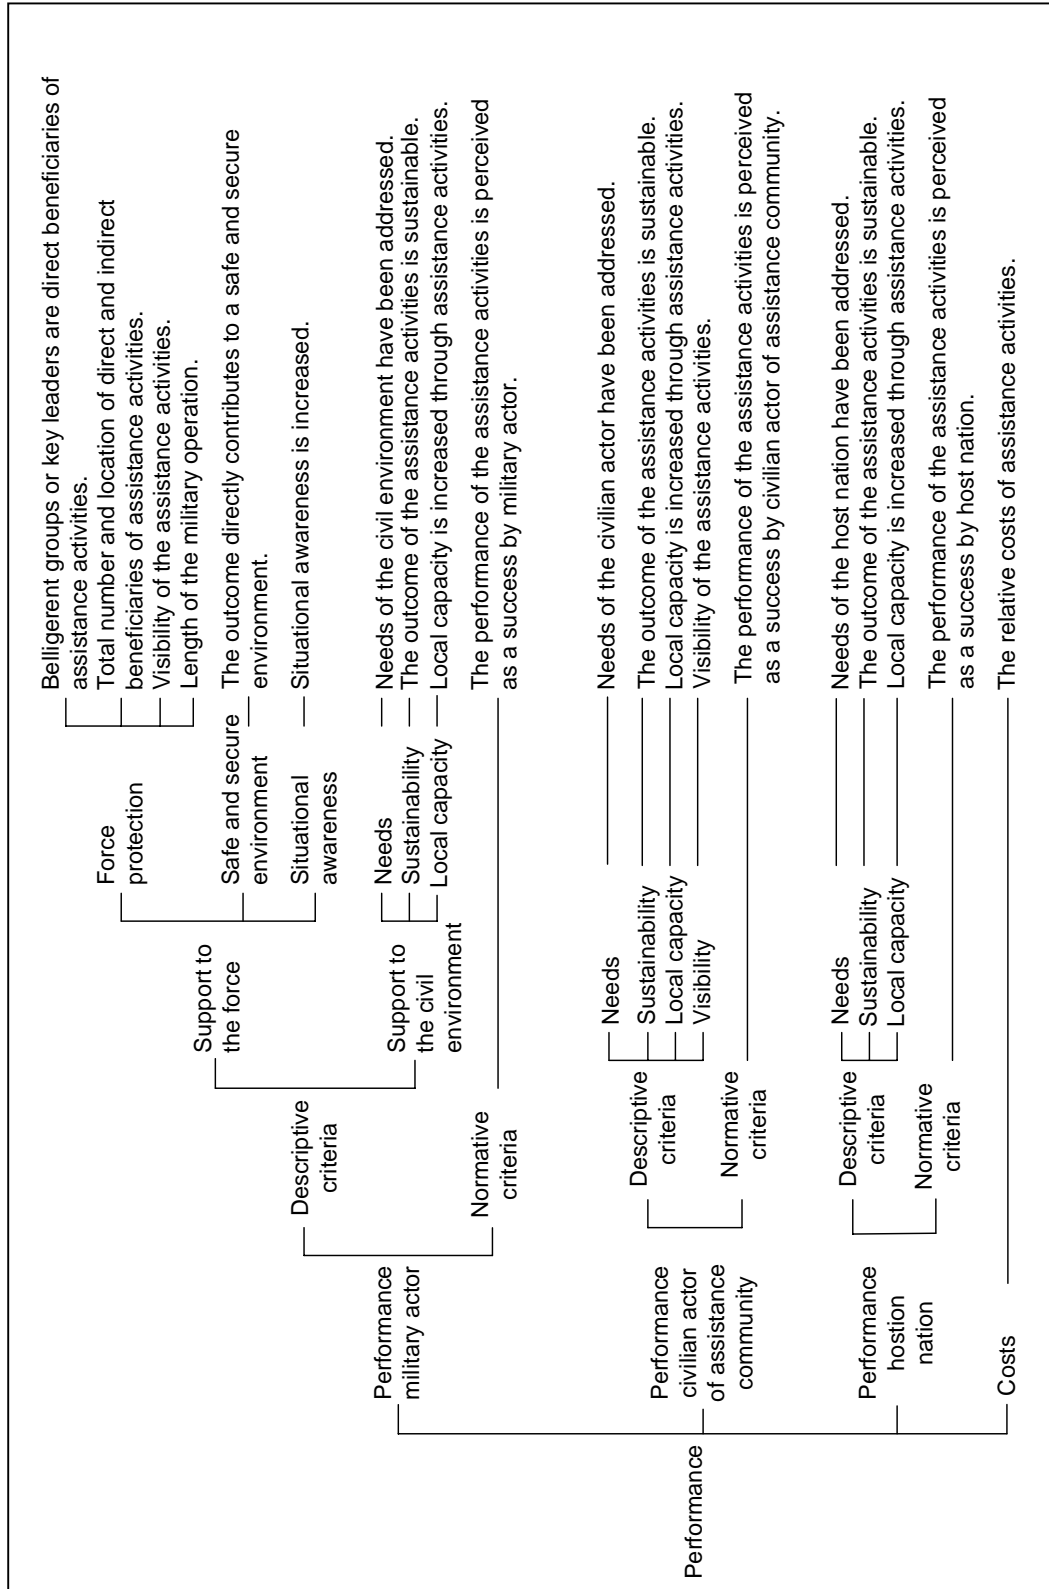 Performance
Performance
military actor
Performance
civilian actor
of assistance
community
Performance
hostion
nation
Costs
Descriptive
criteria
Normative
criteria
Descriptive
criteria
Normative
criteria
Descriptive
criteria
Normative
criteria
Support to
the force
Support to
the civil
environment
Force
protection
Safe and secure
environment
Situational
awareness
Needs
Sustainability
Local capacity
Needs
Sustainability
Local capacity
Visibility
Needs
Sustainability
Local capacity
Belligerent groups or key leaders are direct beneficiaries of
assistance activities.
Total number and location of direct and indirect
beneficiaries of assistance activities.
Visibility of the assistance activities.
Length of the military operation.
The outcome directly contributes to a safe and secure
environment.
Situational awareness is increased.
Needs of the civil environment have been addressed.
The outcome of the assistance activities is sustainable.
Local capacity is increased through assistance activities.
The performance of the assistance activities is perceived
as a success by military actor.
Needs of the civilian actor have been addressed.
The outcome of the assistance activities is sustainable.
Local capacity is increased through assistance activities.
Visibility of the assistance activities.
The performance of the assistance activities is perceived
as a success by civilian actor of assistance community.
Needs of the host nation have been addressed.
The outcome of the assistance activities is sustainable.
Local capacity is increased through assistance activities.
The performance of the assistance activities is perceived
as a success by host nation.
The relative costs of assistance activities.